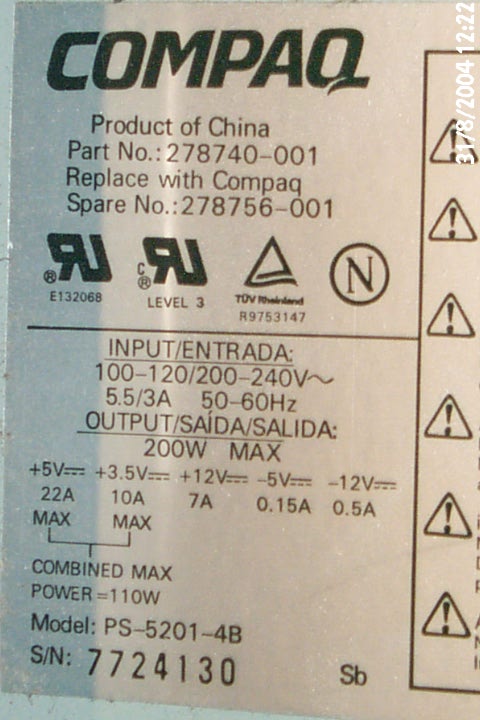 COMPAQ
Product of China
Part No.: 278740-001
Replace with Compaq
Spare No.: 278756-001
E132068
LEVEL 3
TÜV Rheinland
R9753147
N
INPUT/ENTRADA:
100-120/200-240V~
5.5/3A 50-60Hz
OUTPUT/SAÍDA/SALIDA:
200W MAX
+5V⎓ +3.5V⎓ +12V⎓ -5V⎓ -12V⎓
22A 10A 7A 0.15A 0.5A
MAX MAX
COMBINED MAX
POWER=110W
Model: PS-5201-4B
S/N: 7724130 Sb
31/8/2004 12:22